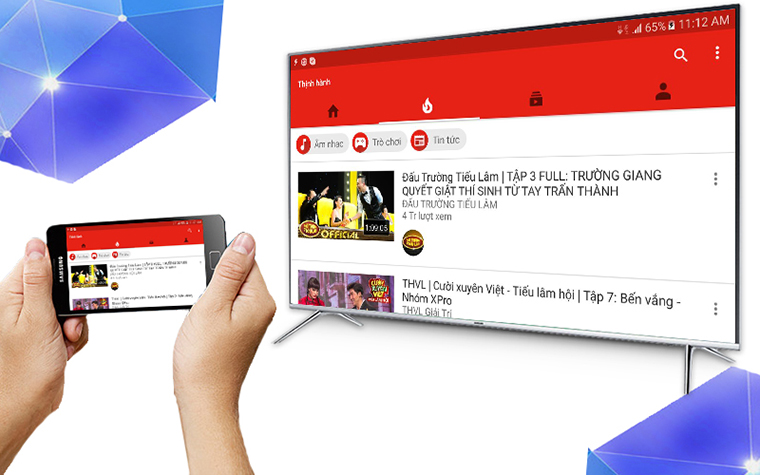 65% 11:12 AM
Thịnh hành
Âm nhạc Trò chơi Tin tức
Đấu Trường Tiếu Lâm | TẬP 3 FULL: TRƯỜNG GIANG
QUYẾT GIẬT THÍ SINH TỪ TAY TRẤN THÀNH
ĐẤU TRƯỜNG TIẾU LÂM
4 Tr lượt xem
OFFICIAL
1:09:05
THVL | Cười xuyên Việt - Tiếu lâm hội | Tập 7: Bến vắng -
Nhóm XPro
THVL Giải Trí
SAMSUNG